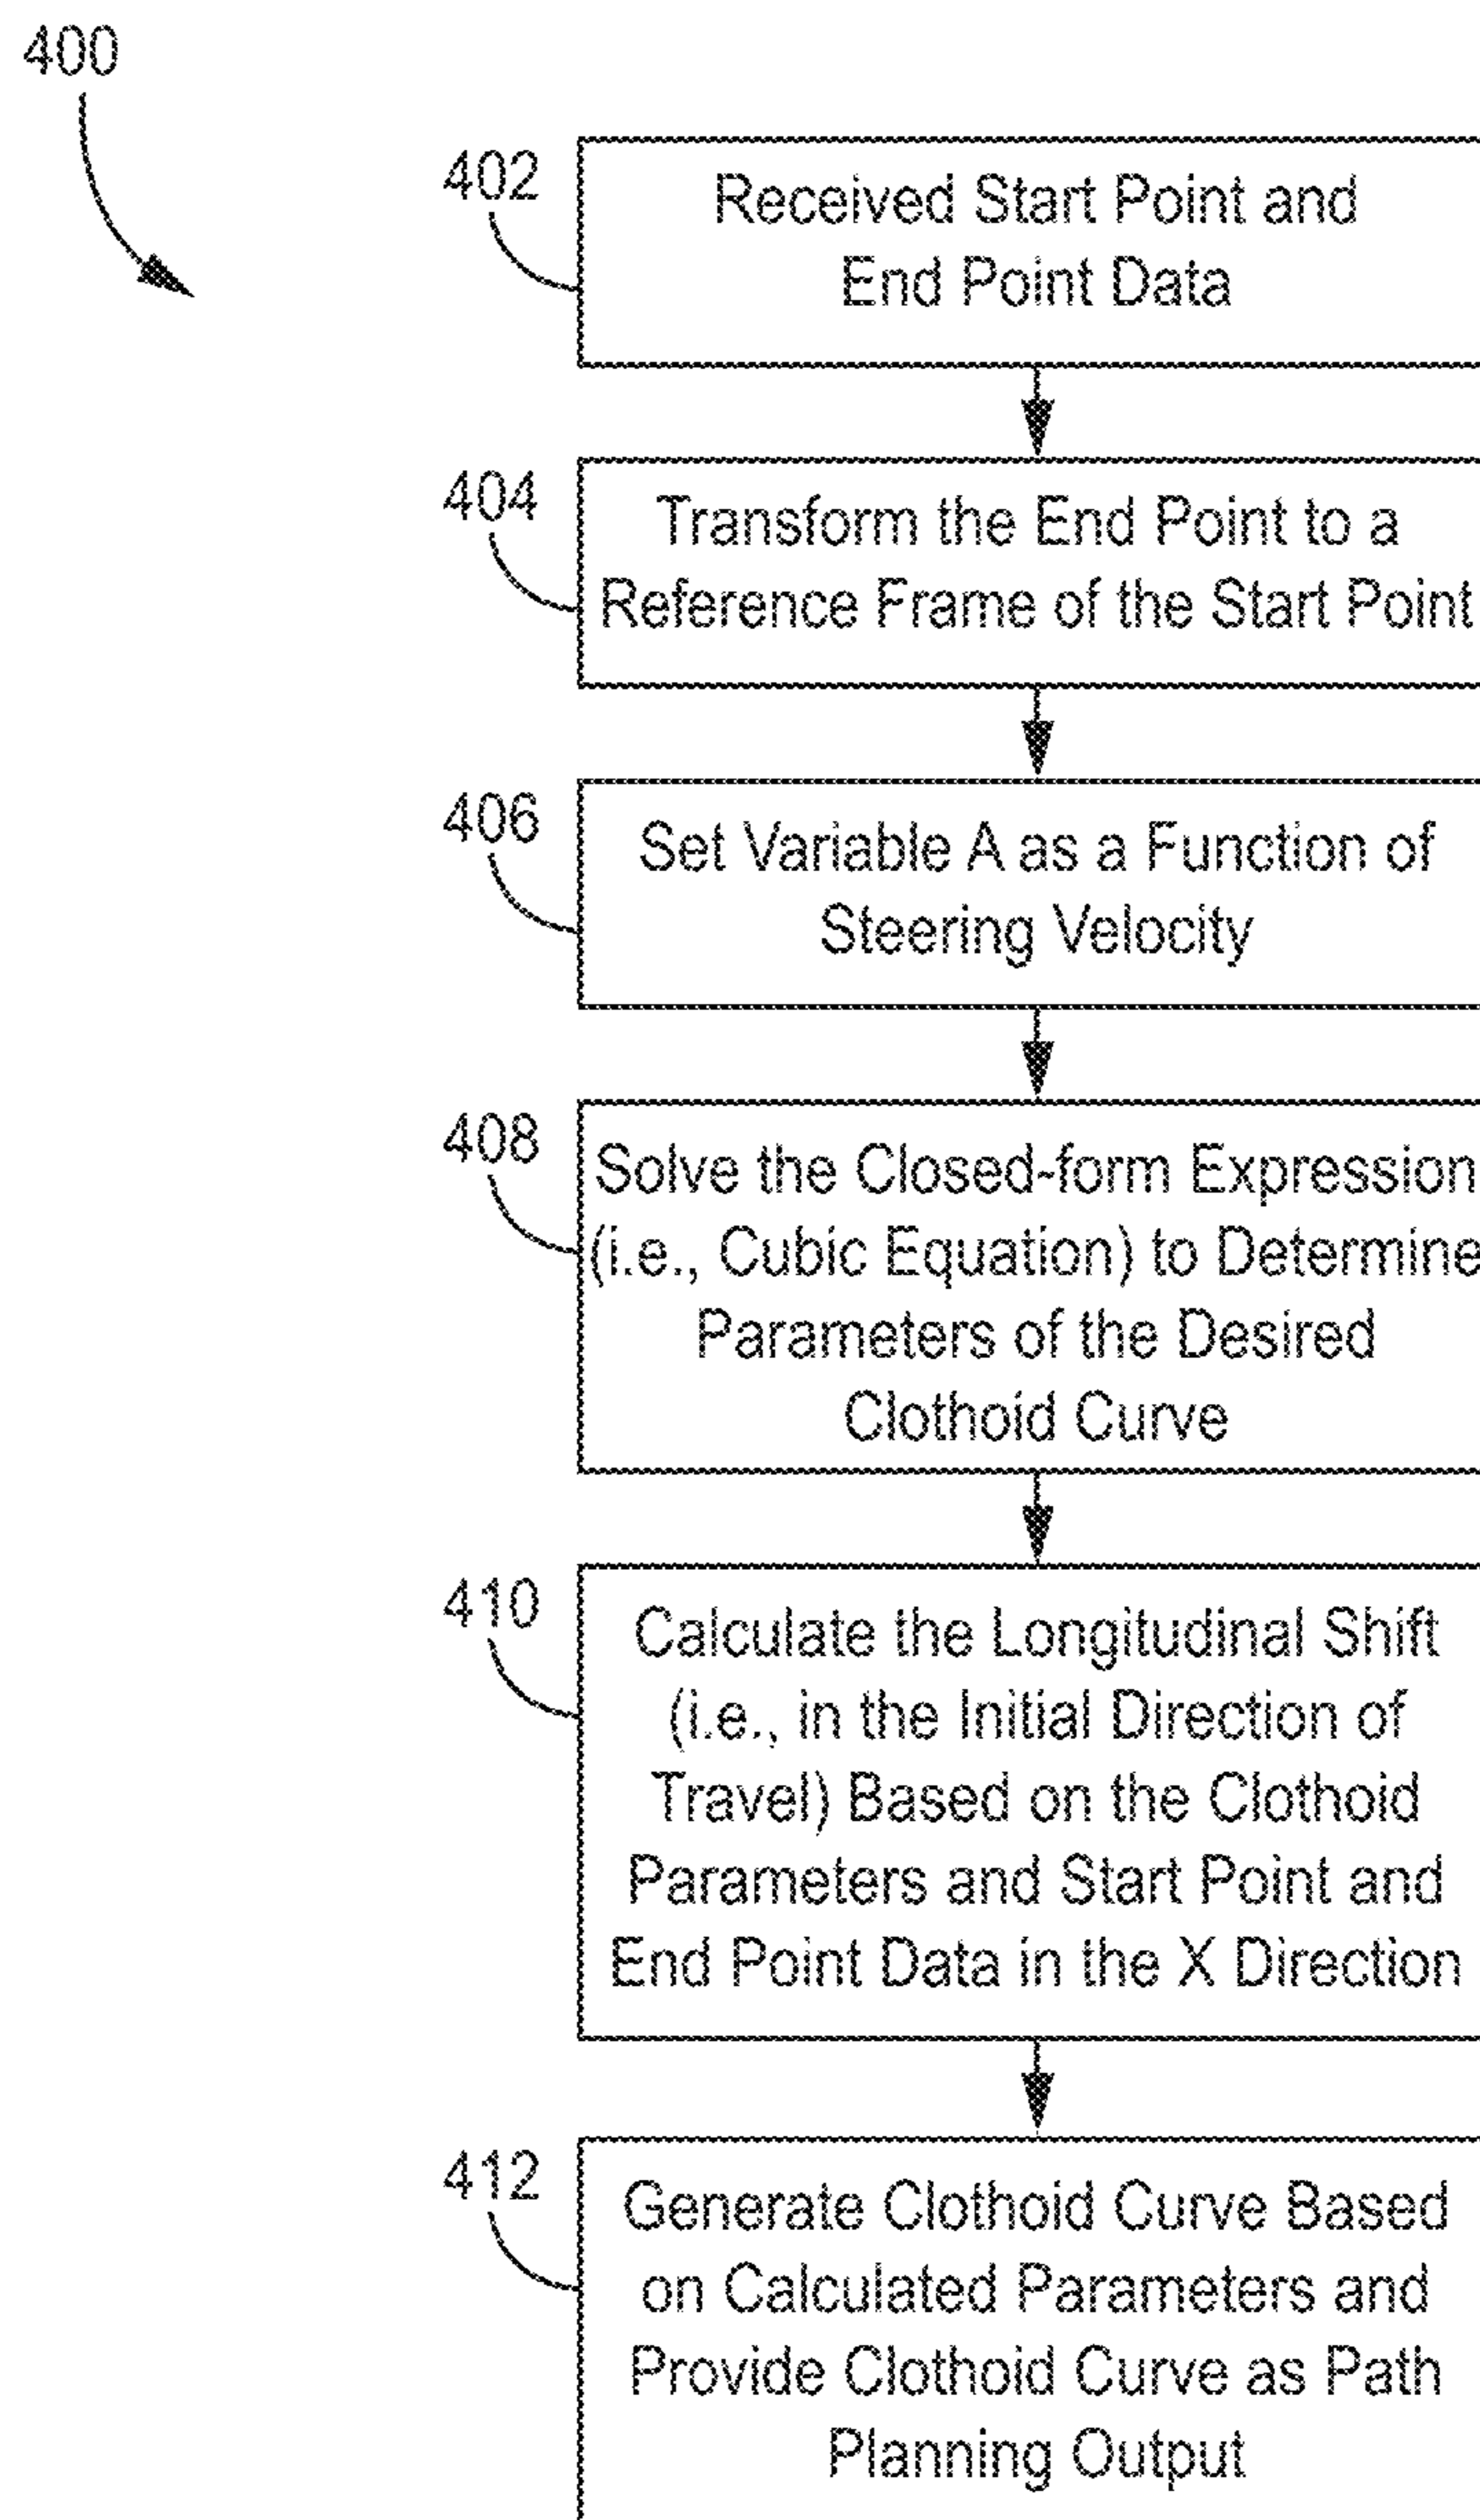 400
402
Received Start Point and
End Point Data
404
Transform the End Point to a
Reference Frame of the Start Point
406
Set Variable A as a Function of
Steering Velocity
408
Solve the Closed-form Expression
(i.e., Cubic Equation) to Determine
Parameters of the Desired
Clothoid Curve
410
Calculate the Longitudinal Shift
(i.e., in the Initial Direction of
Travel) Based on the Clothoid
Parameters and Start Point and
End Point Data in the X Direction
412
Generate Clothoid Curve Based
on Calculated Parameters and
Provide Clothoid Curve as Path
Planning Output